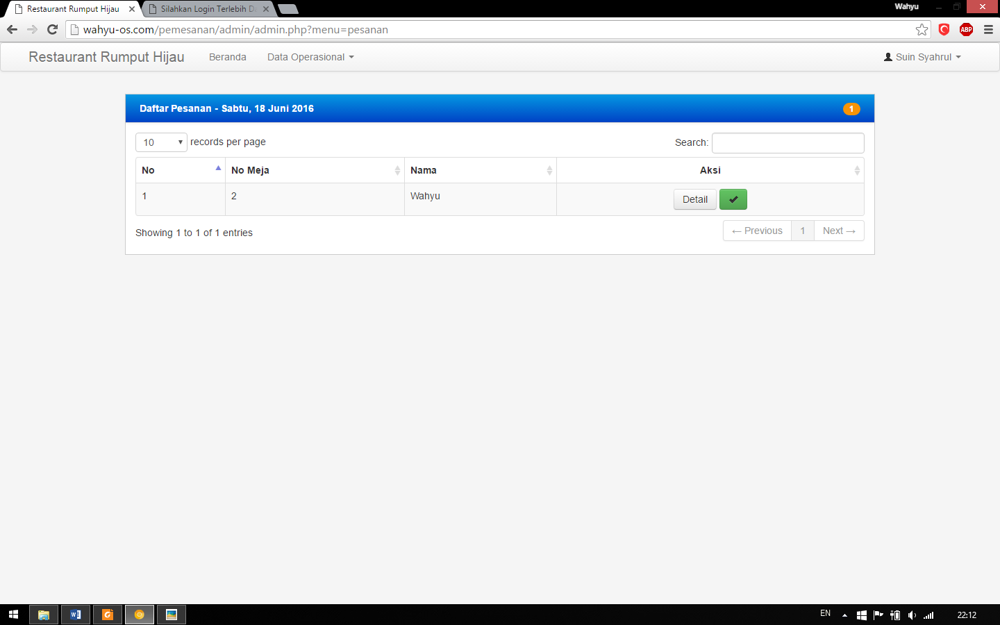 Restaurant Rumput Hijau
Silahkan Login Terlebih Da
Wahyu
wahyu-os.com/pemesanan/admin/admin.php?menu=pesanan
ABP
Restaurant Rumput Hijau Beranda Data Operasional Suin Syahrul
Daftar Pesanan - Sabtu, 18 Juni 2016 1
10 records per page Search:
No No Meja Nama Aksi
1 2 Wahyu Detail
Showing 1 to 1 of 1 entries ← Previous 1 Next →
EN 22:12